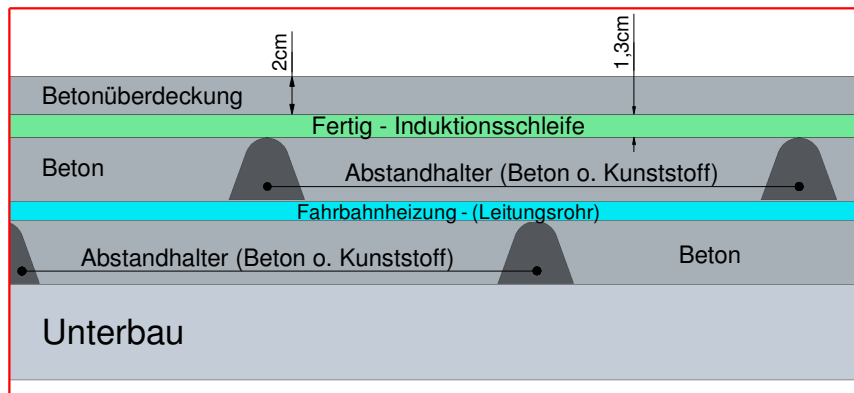 2cm
1,3cm
Betonüberdeckung
Fertig - Induktionsschleife
Beton
Abstandhalter (Beton o. Kunststoff)
Fahrbahnheizung - (Leitungsrohr)
Abstandhalter (Beton o. Kunststoff)
Beton
Unterbau